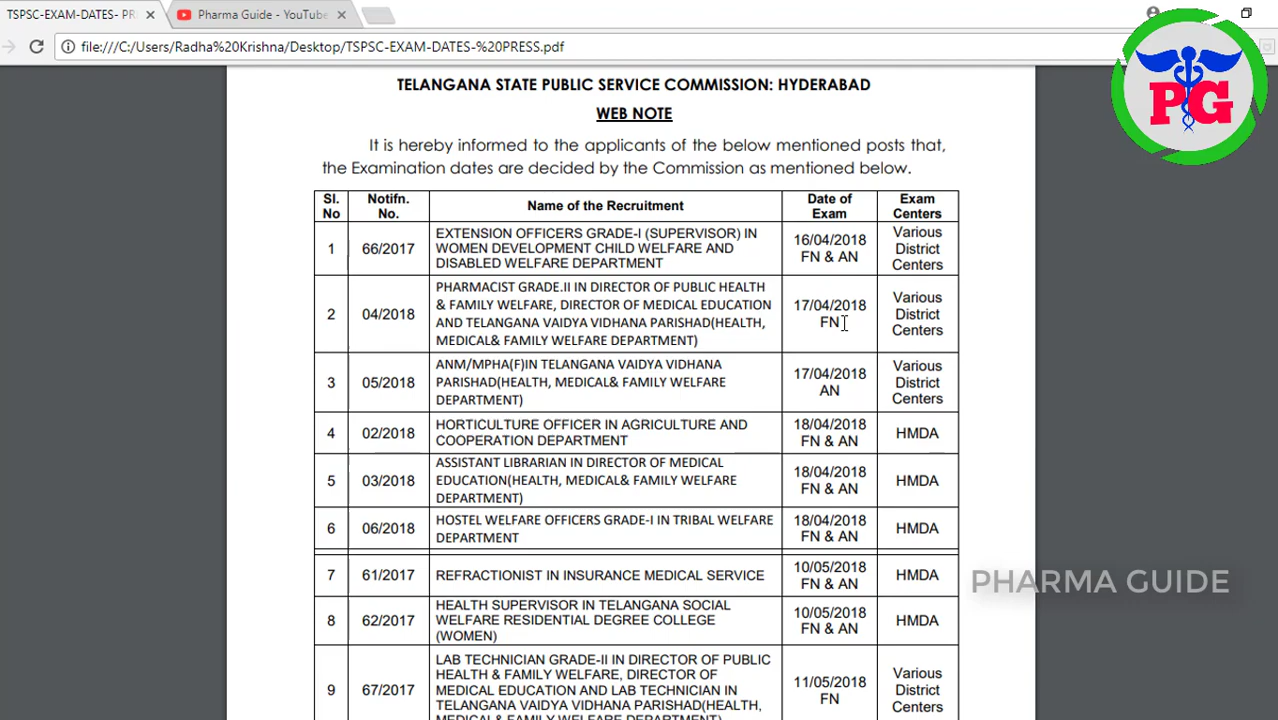 TSPSC-EXAM-DATES- PR
Pharma Guide - YouTube
file:///C:/Users/Radha%20Krishna/Desktop/TSPSC-EXAM-DATES-%20PRESS.pdf
PG
TELANGANA STATE PUBLIC SERVICE COMMISSION: HYDERABAD
WEB NOTE
It is hereby informed to the applicants of the below mentioned posts that,
the Examination dates are decided by the Commission as mentioned below.
Sl. No Notifn. No. Name of the Recruitment Date of Exam Exam Centers
1 66/2017 EXTENSION OFFICERS GRADE-I (SUPERVISOR) IN
WOMEN DEVELOPMENT CHILD WELFARE AND
DISABLED WELFARE DEPARTMENT
16/04/2018
FN & AN
Various
District
Centers
2 04/2018 PHARMACIST GRADE.II IN DIRECTOR OF PUBLIC HEALTH
& FAMILY WELFARE, DIRECTOR OF MEDICAL EDUCATION
AND TELANGANA VAIDYA VIDHANA PARISHAD(HEALTH,
MEDICAL& FAMILY WELFARE DEPARTMENT)
17/04/2018
FN
Various
District
Centers
3 05/2018 ANM/MPHA(F)IN TELANGANA VAIDYA VIDHANA
PARISHAD(HEALTH, MEDICAL& FAMILY WELFARE
DEPARTMENT)
17/04/2018
AN
Various
District
Centers
4 02/2018 HORTICULTURE OFFICER IN AGRICULTURE AND
COOPERATION DEPARTMENT
18/04/2018
FN & AN
HMDA
5 03/2018 ASSISTANT LIBRARIAN IN DIRECTOR OF MEDICAL
EDUCATION(HEALTH, MEDICAL& FAMILY WELFARE
DEPARTMENT)
18/04/2018
FN & AN
HMDA
6 06/2018 HOSTEL WELFARE OFFICERS GRADE-I IN TRIBAL WELFARE
DEPARTMENT
18/04/2018
FN & AN
HMDA
7 61/2017 REFRACTIONIST IN INSURANCE MEDICAL SERVICE
10/05/2018
FN & AN
HMDA
PHARMA GUIDE
8 62/2017 HEALTH SUPERVISOR IN TELANGANA SOCIAL
WELFARE RESIDENTIAL DEGREE COLLEGE
(WOMEN)
10/05/2018
FN & AN
HMDA
9 67/2017 LAB TECHNICIAN GRADE-II IN DIRECTOR OF PUBLIC
HEALTH & FAMILY WELFARE, DIRECTOR OF
MEDICAL EDUCATION AND LAB TECHNICIAN IN
TELANGANA VAIDYA VIDHANA PARISHAD(HEALTH,
MEDICAL& FAMILY WELFARE DEPARTMENT)
11/05/2018
FN
Various
District
Centers